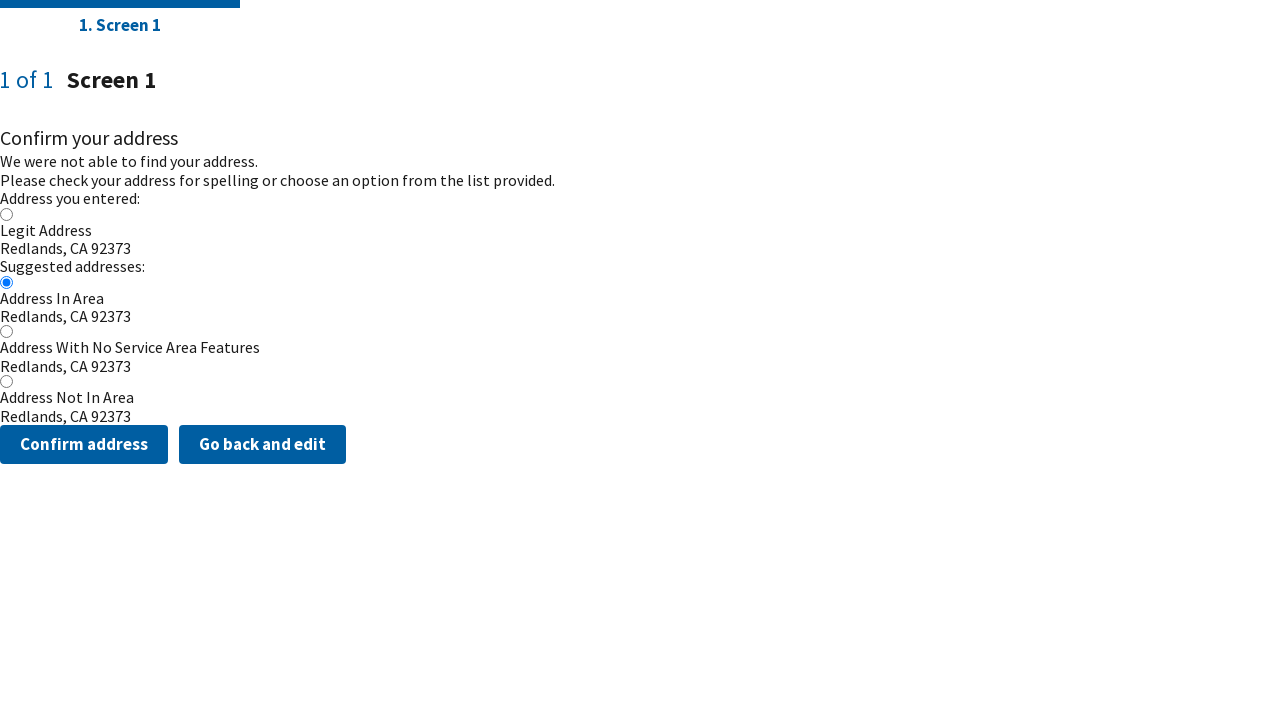 1. Screen 1
1 of 1 Screen 1
Confirm your address
We were not able to find your address.
Please check your address for spelling or choose an option from the list provided.
Address you entered:
Legit Address
Redlands, CA 92373
Suggested addresses:
Address In Area
Redlands, CA 92373
Address With No Service Area Features
Redlands, CA 92373
Address Not In Area
Redlands, CA 92373
Confirm address Go back and edit